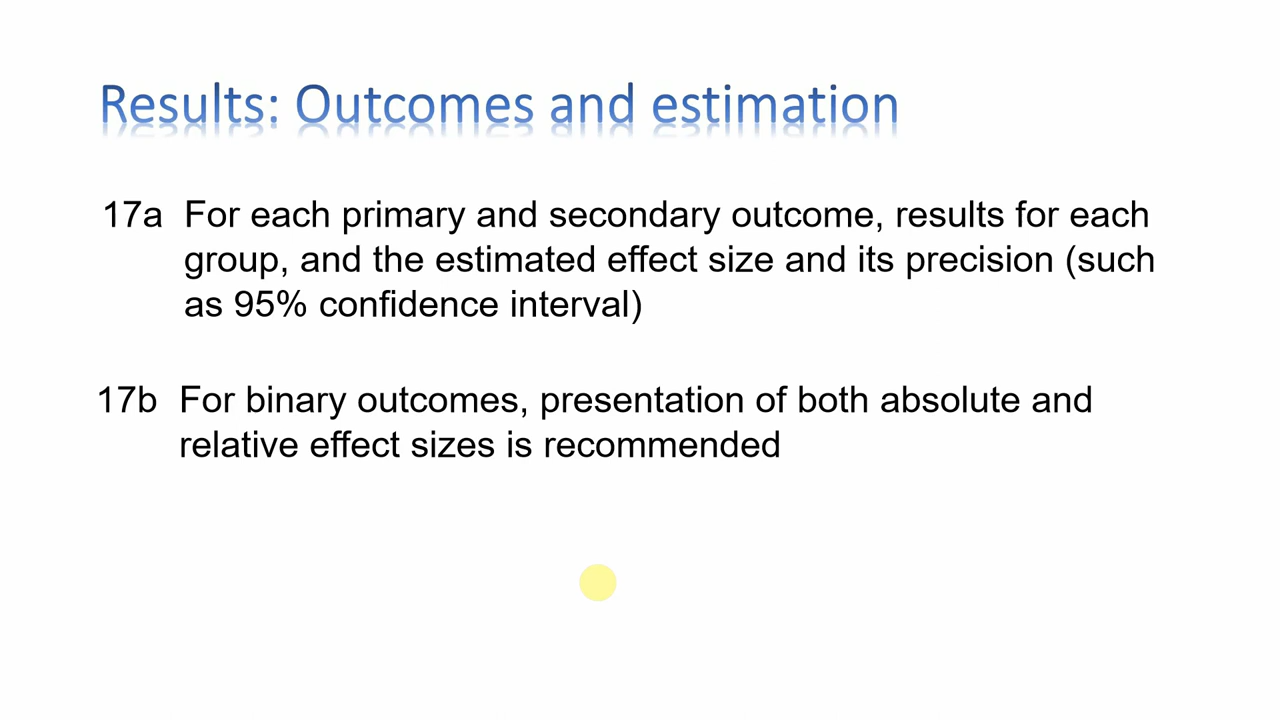 Results: Outcomes and estimation
17a For each primary and secondary outcome, results for each
group, and the estimated effect size and its precision (such
as 95% confidence interval)
17b For binary outcomes, presentation of both absolute and
relative effect sizes is recommended